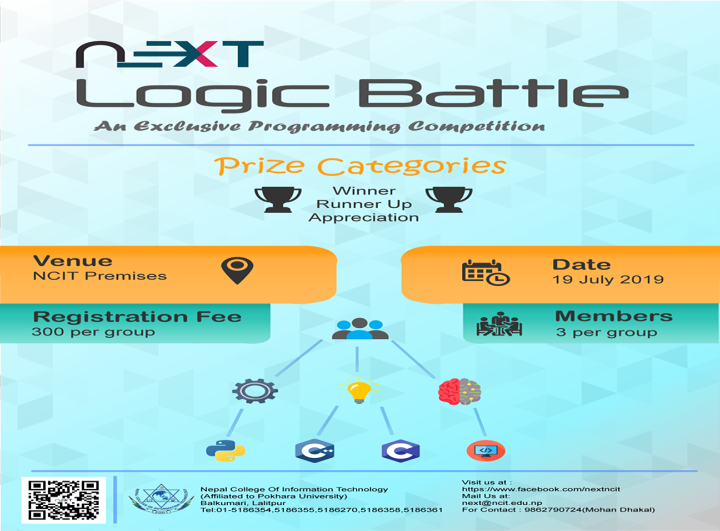 NEXT
Logic Battle
An Exclusive Programming Competition
Prize Categories
Winner
Runner Up
Appreciation
Venue
NCIT Premises
Date
19 July 2019
Registration Fee
300 per group
Members
3 per group
Nepal College Of Information Technology
(Affiliated to Pokhara University)
Balkumari, Lalitpur
Tel:01-5186354,5186355,5186270,5186358,5186361
Visit us at :
https://www.facebook.com/nextncit
Mail Us at:
next@ncit.edu.np
For Contact : 9862790724(Mohan Dhakal)